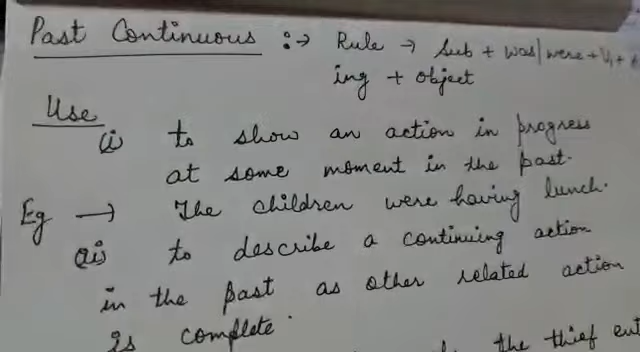 Past Continuous :→ Rule → Sub + was/were + V1 +
ing + object
Use
(i) to show an action in progress
at some moment in the past.
Eg → The children were having lunch.
(ii) to describe a continuing action
in the past as other related action
is complete.
the thief